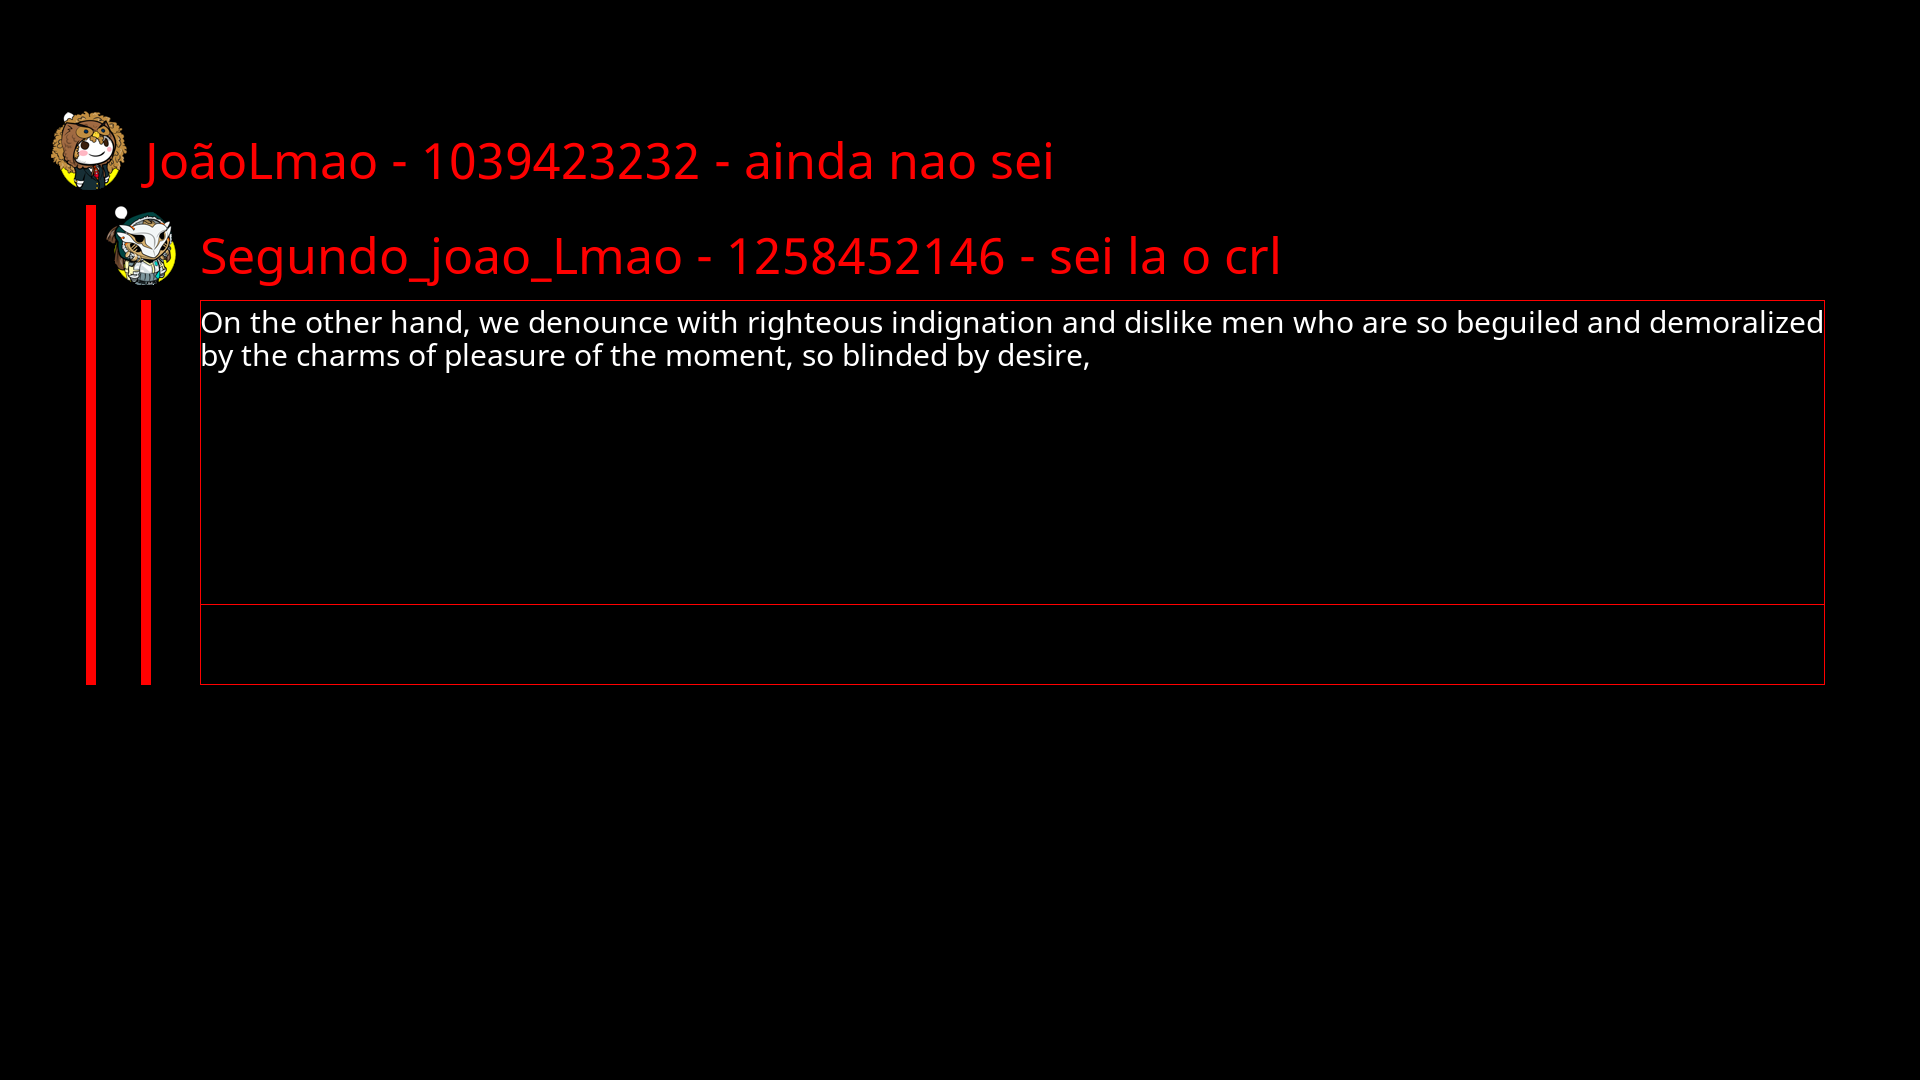 JoãoLmao - 1039423232 - ainda nao sei
Segundo_joao_Lmao - 1258452146 - sei la o crl
On the other hand, we denounce with righteous indignation and dislike men who are so beguiled and demoralized
by the charms of pleasure of the moment, so blinded by desire,